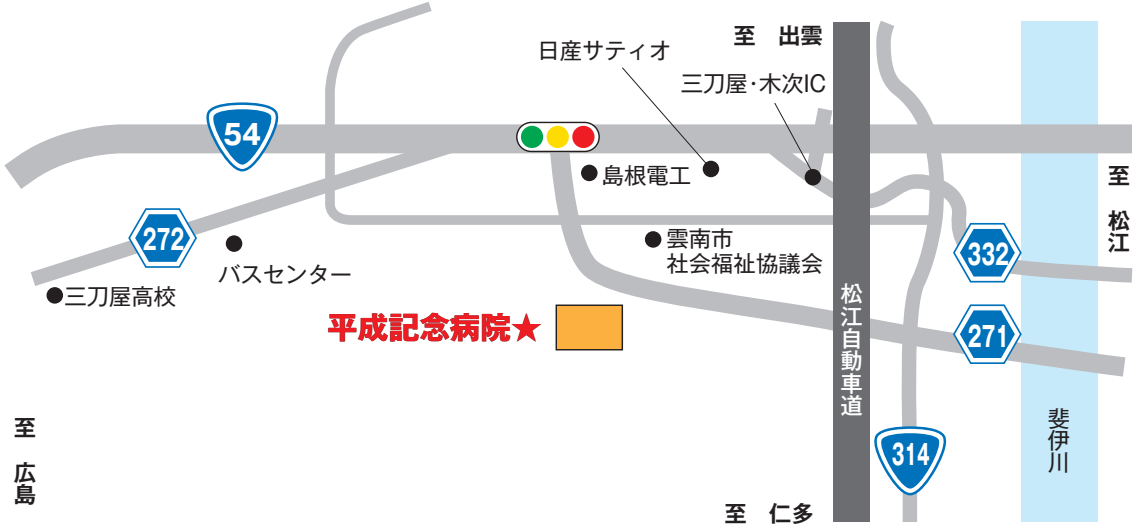 至 出雲
日産サティオ
三刀屋・木次IC
54
島根電工
至 松江
272
雲南市
社会福祉協議会
332
バスセンター
三刀屋高校
平成記念病院★
松江自動車道
271
至 広島
斐伊川
314
至 仁多